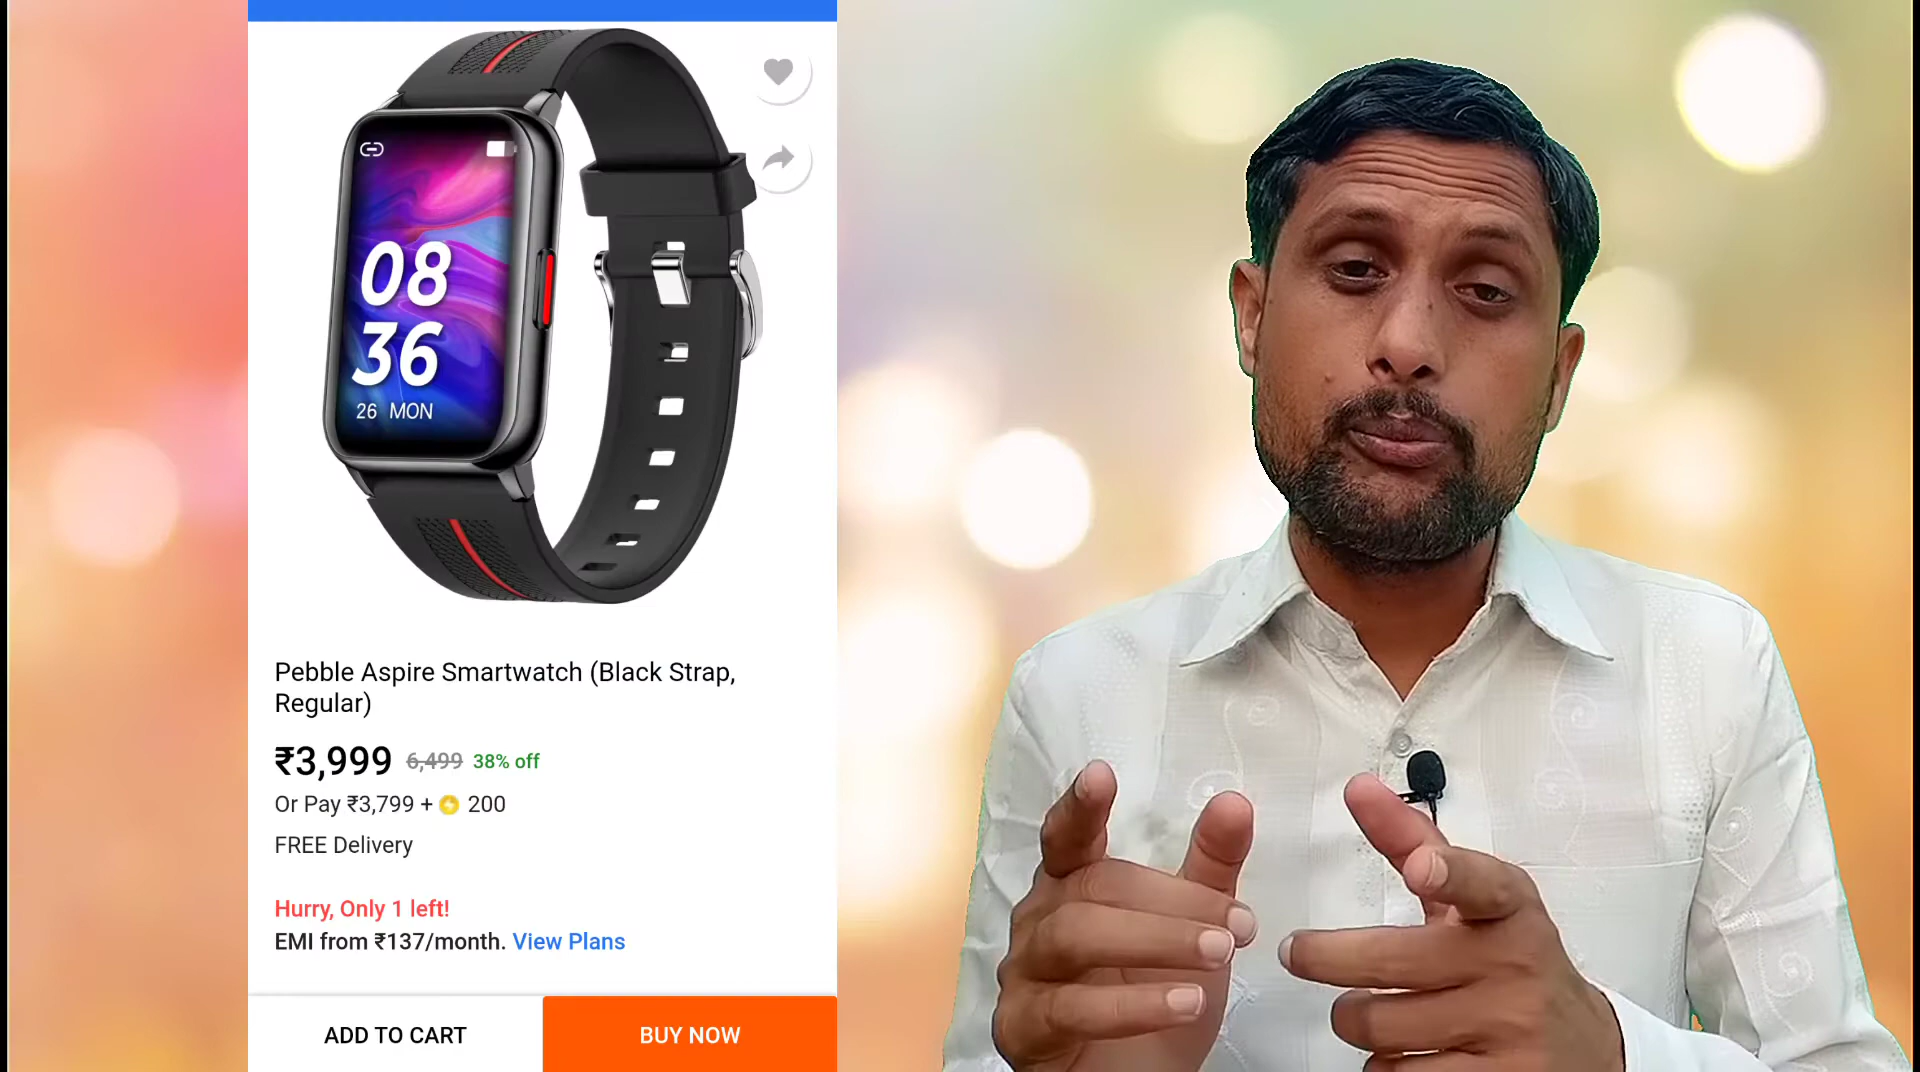 08
36
26 MON
Pebble Aspire Smartwatch (Black Strap,
Regular)
₹3,999 6,499 38% off
Or Pay ₹3,799 + 200
FREE Delivery
Hurry, Only 1 left!
EMI from ₹137/month. View Plans
ADD TO CART BUY NOW